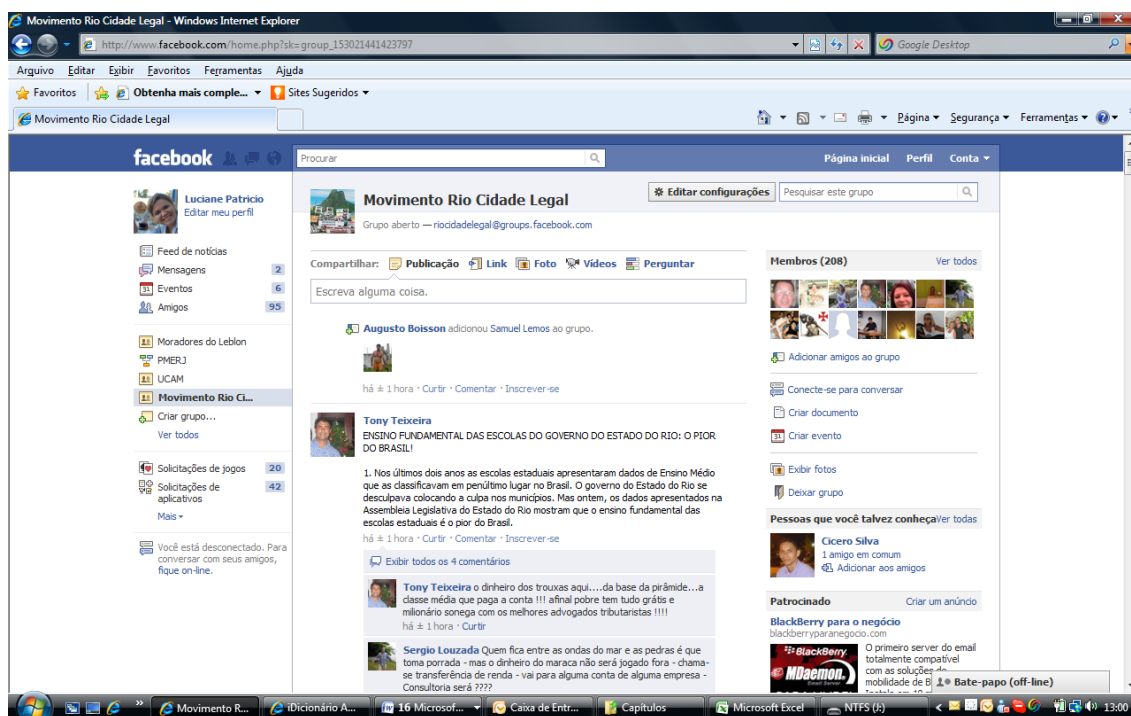 Movimento Rio Cidade Legal - Windows Internet Explorer
http://www.facebook.com/home.php?sk=group_153021441423797
Google Desktop
Arquivo Editar Exibir Favoritos Ferramentas Ajuda
Favoritos Obtenha mais comple... Sites Sugeridos
Movimento Rio Cidade Legal
Página Segurança Ferramentas
facebook
Procurar
Página inicial Perfil Conta
Luciane Patricio
Editar meu perfil
Feed de notícias
Mensagens 2
Eventos 6
Amigos 95
Moradores do Leblon
PMERJ
UCAM
Movimento Rio Ci...
Criar grupo...
Ver todos
Solicitações de jogos 20
Solicitações de aplicativos 42
Mais
Você está desconectado. Para
conversar com seus amigos,
fique on-line.
Movimento Rio Cidade Legal
Editar configurações
Pesquisar este grupo
Grupo aberto — riocidadelegal@groups.facebook.com
Compartilhar: Publicação Link Foto Vídeos Perguntar
Escreva alguma coisa.
Augusto Boisson adicionou Samuel Lemos ao grupo.
há ± 1 hora · Curtir · Comentar · Inscrever-se
Tony Teixeira
ENSINO FUNDAMENTAL DAS ESCOLAS DO GOVERNO DO ESTADO DO RIO: O PIOR
DO BRASIL!
1. Nos últimos dois anos as escolas estaduais apresentaram dados de Ensino Médio
que as classificavam em penúltimo lugar no Brasil. O governo do Estado do Rio se
desculpava colocando a culpa nos municípios. Mas ontem, os dados apresentados na
Assembleia Legislativa do Estado do Rio mostram que o ensino fundamental das
escolas estaduais é o pior do Brasil.
há ± 1 hora · Curtir · Comentar · Inscrever-se
Exibir todos os 4 comentários
Tony Teixeira o dinheiro dos trouxas aqui....da base da pirâmide...a
classe média que paga a conta !!! afinal pobre tem tudo grátis e
milionário sonega com os melhores advogados tributaristas !!!!
há ± 1 hora · Curtir
Sergio Louzada Quem fica entre as ondas do mar e as pedras é que
toma porrada - mas o dinheiro do maraca não será jogado fora - chama-
se transferência de renda - vai para alguma conta de alguma empresa -
Consultoria será ????
Membros (208) Ver todos
Adicionar amigos ao grupo
Conecte-se para conversar
Criar documento
Criar evento
Exibir fotos
Deixar grupo
Pessoas que você talvez conheça Ver todas
Cicero Silva
1 amigo em comum
Adicionar aos amigos
Patrocinado Criar um anúncio
BlackBerry para o negócio
blackberryparanegocio.com
BlackBerry
MDaemon
O primeiro server do email
totalmente compatível
com as soluções de
mobilidade de B
Bate-papo (off-line)
Movimento R... iDicionário A... 16 Microsof... Caixa de Entr... Capítulos Microsoft Excel NTFS (J:) 13:00